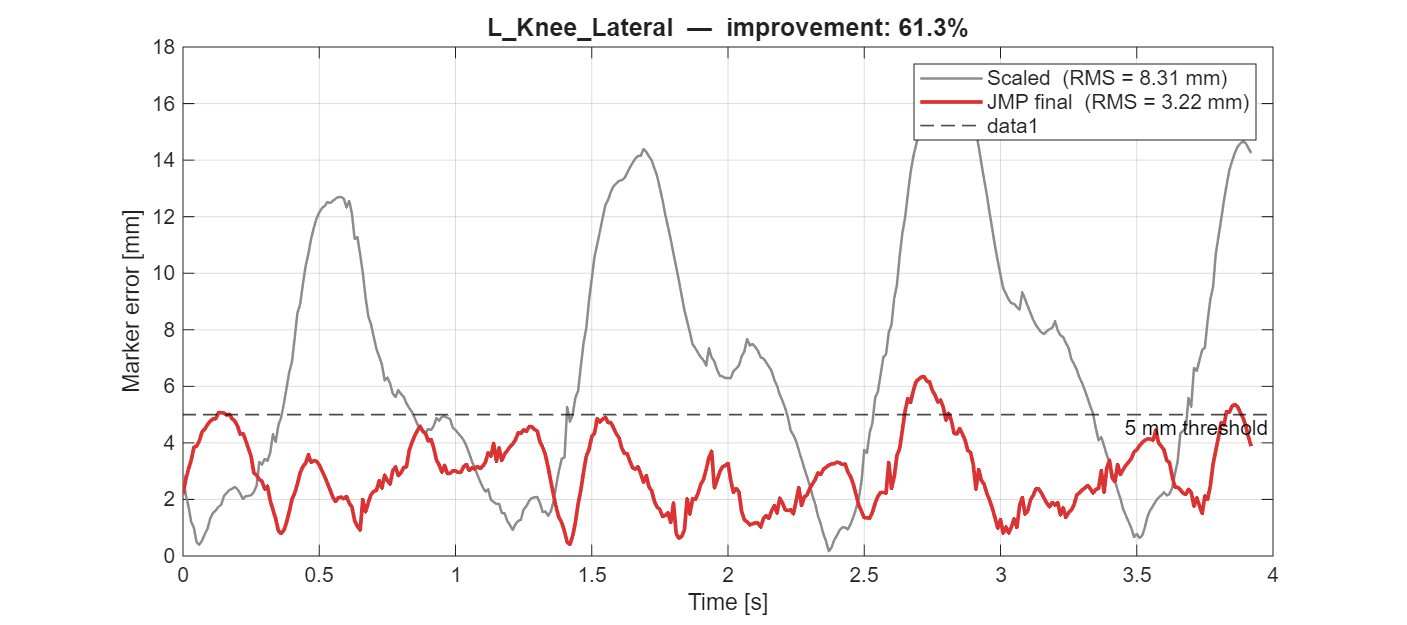 L_Knee_Lateral — improvement: 61.3%
18
16
14
12
10
8
6
4
2
0
Marker error [mm]
Scaled (RMS = 8.31 mm)
JMP final (RMS = 3.22 mm)
data1
5 mm threshold
0 0.5 1 1.5 2 2.5 3 3.5 4
Time [s]